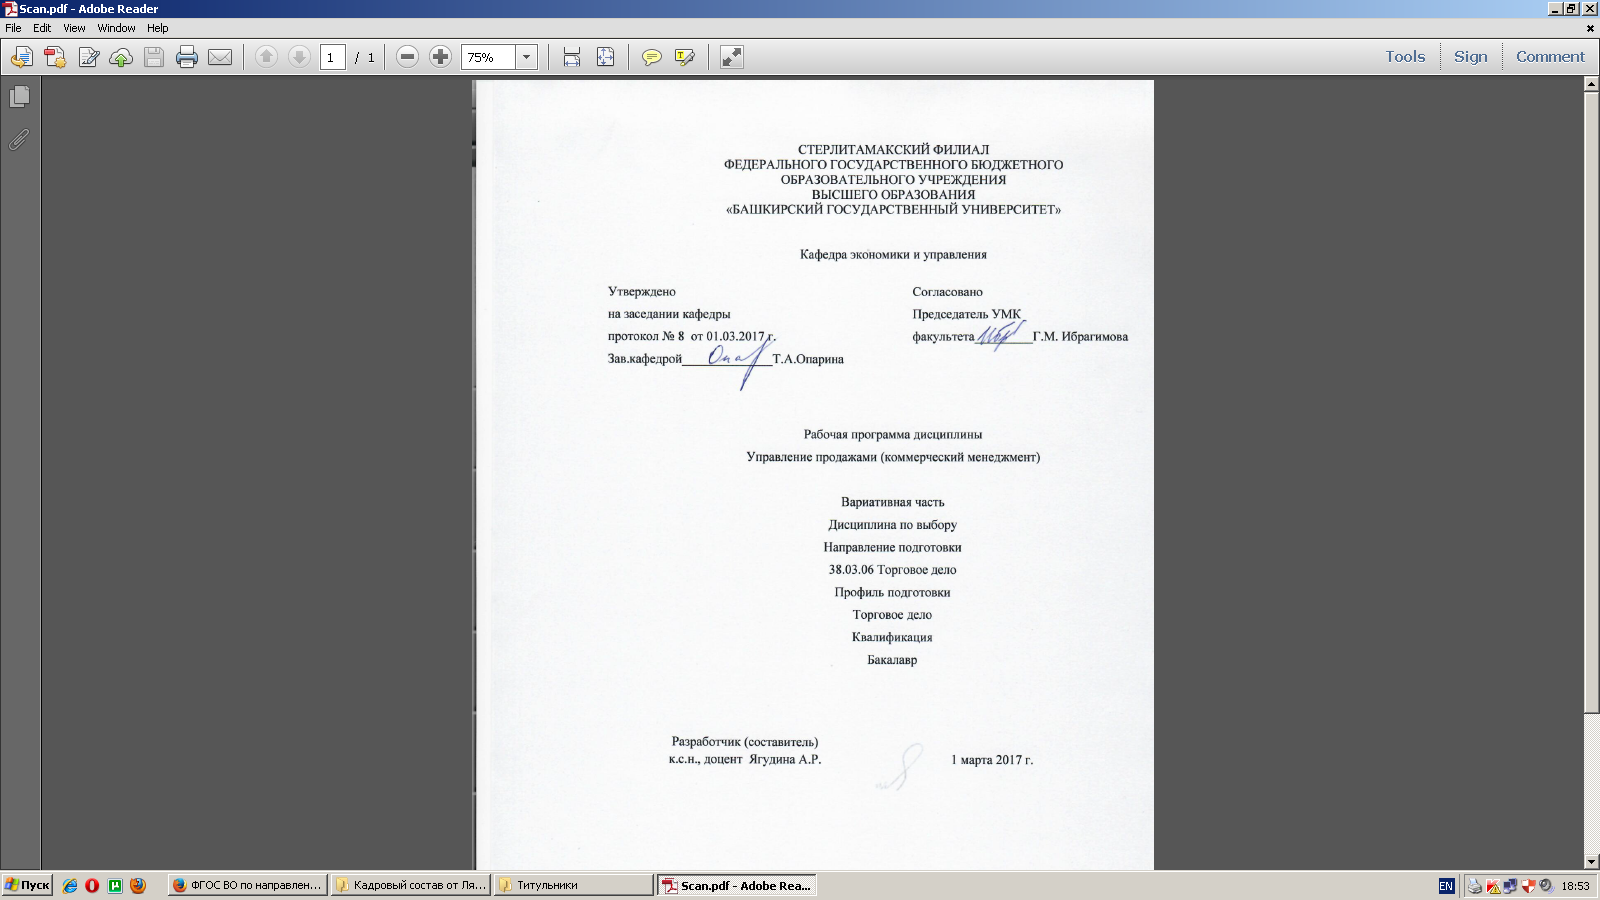 Scan.pdf - Adobe Reader
File Edit View Window Help
1 / 1 75% Tools Sign Comment
СТЕРЛИТАМАКСКИЙ ФИЛИАЛ
ФЕДЕРАЛЬНОГО ГОСУДАРСТВЕННОГО БЮДЖЕТНОГО
ОБРАЗОВАТЕЛЬНОГО УЧРЕЖДЕНИЯ
ВЫСШЕГО ОБРАЗОВАНИЯ
«БАШКИРСКИЙ ГОСУДАРСТВЕННЫЙ УНИВЕРСИТЕТ»
Кафедра экономики и управления
Утверждено
на заседании кафедры
протокол № 8 от 01.03.2017 г.
Зав.кафедрой Т.А.Опарина
Согласовано
Председатель УМК
факультета Г.М. Ибрагимова
Рабочая программа дисциплины
Управление продажами (коммерческий менеджмент)
Вариативная часть
Дисциплина по выбору
Направление подготовки
38.03.06 Торговое дело
Профиль подготовки
Торговое дело
Квалификация
Бакалавр
Разработчик (составитель)
к.с.н., доцент Ягудина А.Р. 1 марта 2017 г.
Пуск ФГОС ВО по направлен... Кадровый состав от Ля... Титульники Scan.pdf - Adobe Rea... EN 18:53